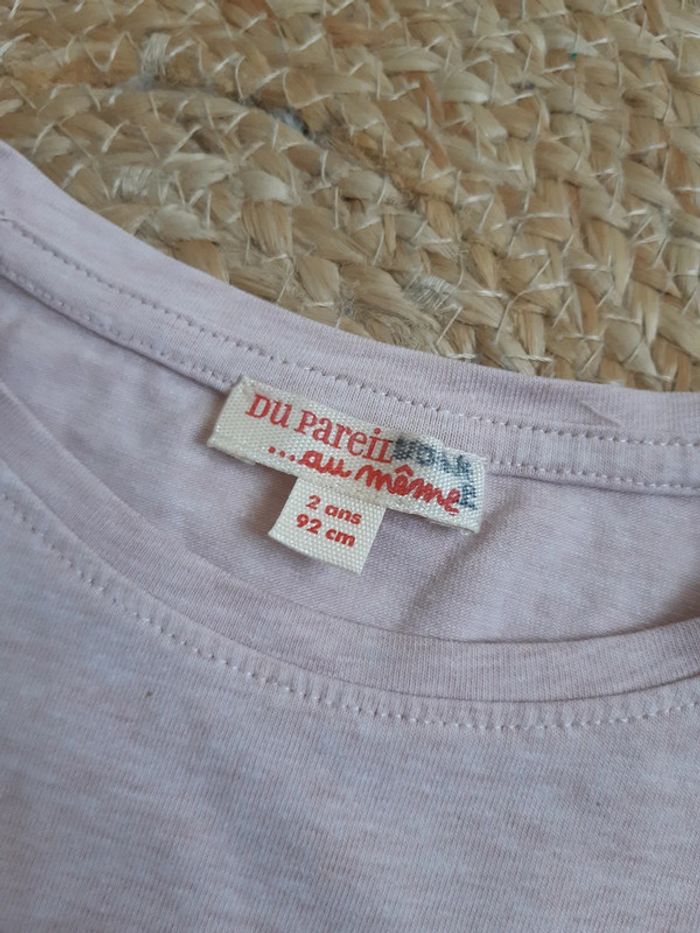 DU Pareil
...au même
2 ans
92 cm